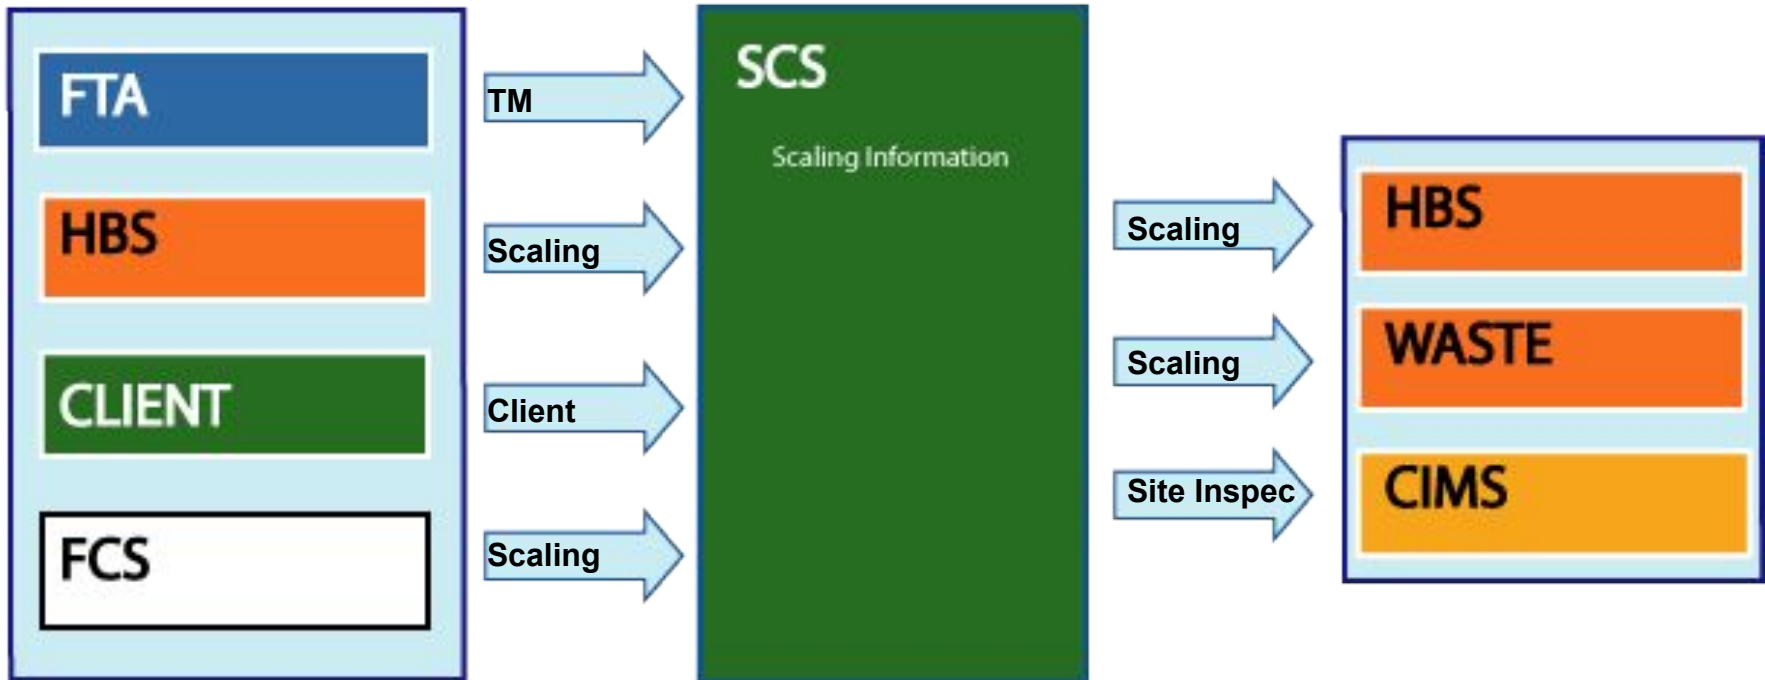 FTA
HBS
CLIENT
FCS
TM
Scaling
Client
Scaling
SCS
Scaling Information
Scaling
Scaling
Site Inspec
HBS
WASTE
CIMS